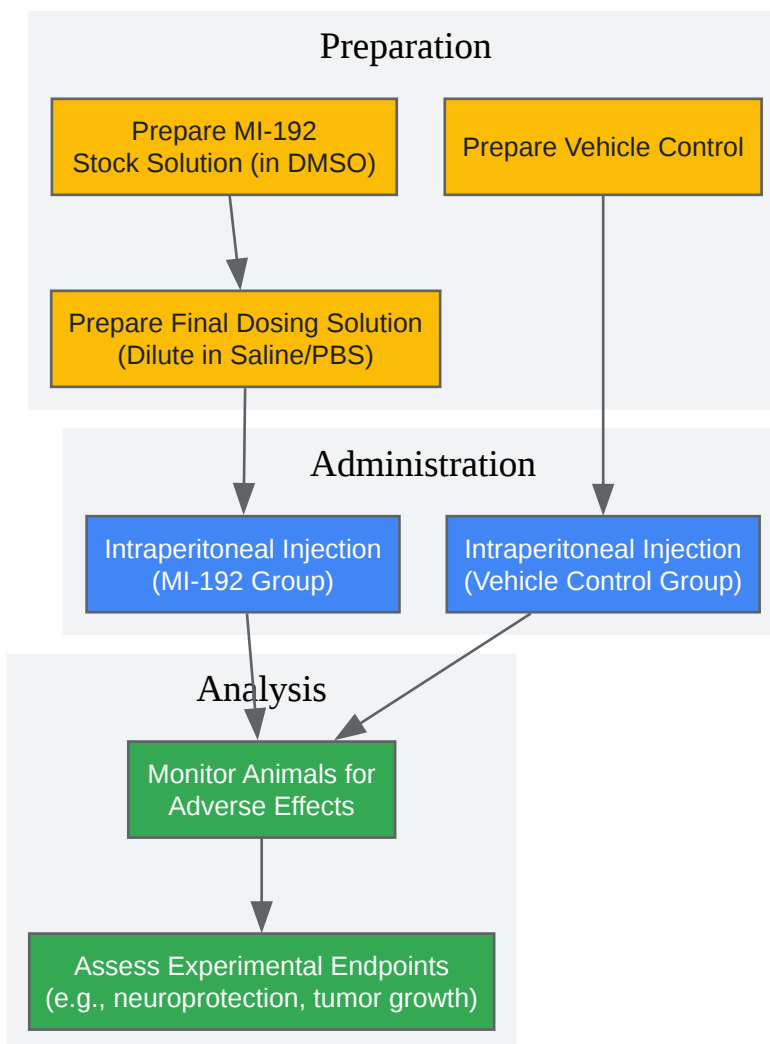 Preparation
Prepare MI-192
Stock Solution (in DMSO)
Prepare Vehicle Control
Prepare Final Dosing Solution
(Dilute in Saline/PBS)
Administration
Intraperitoneal Injection
(MI-192 Group)
Intraperitoneal Injection
(Vehicle Control Group)
Analysis
Monitor Animals for
Adverse Effects
Assess Experimental Endpoints
(e.g., neuroprotection, tumor growth)